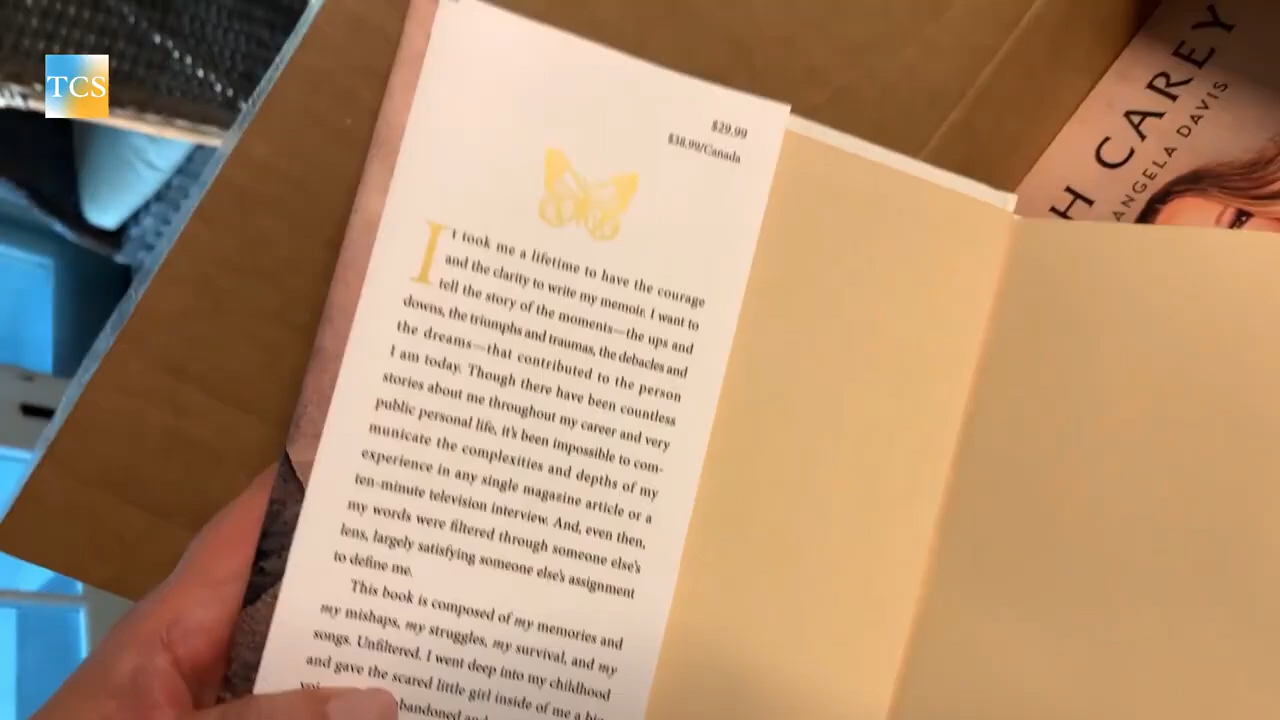 TCS
$29.99
$38.99/Canada
It took me a lifetime to have the courage
and the clarity to write my memoir. I want to
tell the story of the moments—the ups and
downs, the triumphs and traumas, the debacles and
the dreams—that contributed to the person
I am today. Though there have been countless
stories about me throughout my career and very
public personal life, it's been impossible to com-
municate the complexities and depths of my
experience in any single magazine article or a
ten-minute television interview. And, even then,
my words were filtered through someone else's
lens, largely satisfying someone else's assignment
to define me.
This book is composed of my memories and
my mishaps, my struggles, my survival, and my
songs. Unfiltered. I went deep into my childhood
and gave the scared little girl inside of me a big
H CAREY
ANGELA DAVIS